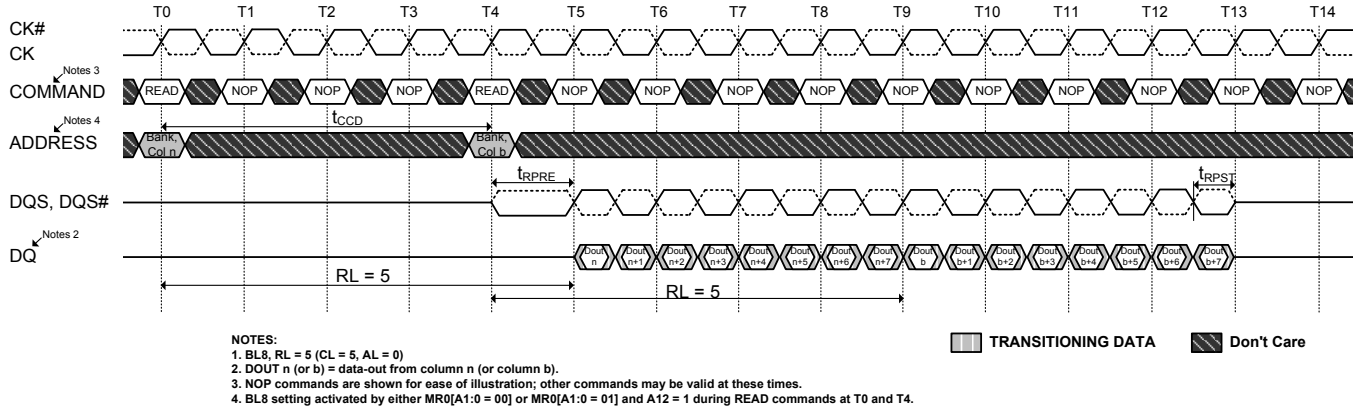 T0 T1 T2 T3 T4 T5 T6 T7 T8 T9 T10 T11 T12 T13 T14
CK#
CK
Notes 3
COMMAND READ NOP NOP NOP READ NOP NOP NOP NOP NOP NOP NOP NOP NOP NOP
tCCD
Notes 4
ADDRESS Bank, Col n Bank, Col b
tRPRE tRPST
DQS, DQS#
Notes 2
DQ Dout n Dout n+1 Dout n+2 Dout n+3 Dout n+4 Dout n+5 Dout n+6 Dout n+7 Dout b Dout b+1 Dout b+2 Dout b+3 Dout b+4 Dout b+5 Dout b+6 Dout b+7
RL = 5 RL = 5
TRANSITIONING DATA Don't Care
NOTES:
1. BL8, RL = 5 (CL = 5, AL = 0)
2. DOUT n (or b) = data-out from column n (or column b).
3. NOP commands are shown for ease of illustration; other commands may be valid at these times.
4. BL8 setting activated by either MR0[A1:0 = 00] or MR0[A1:0 = 01] and A12 = 1 during READ commands at T0 and T4.